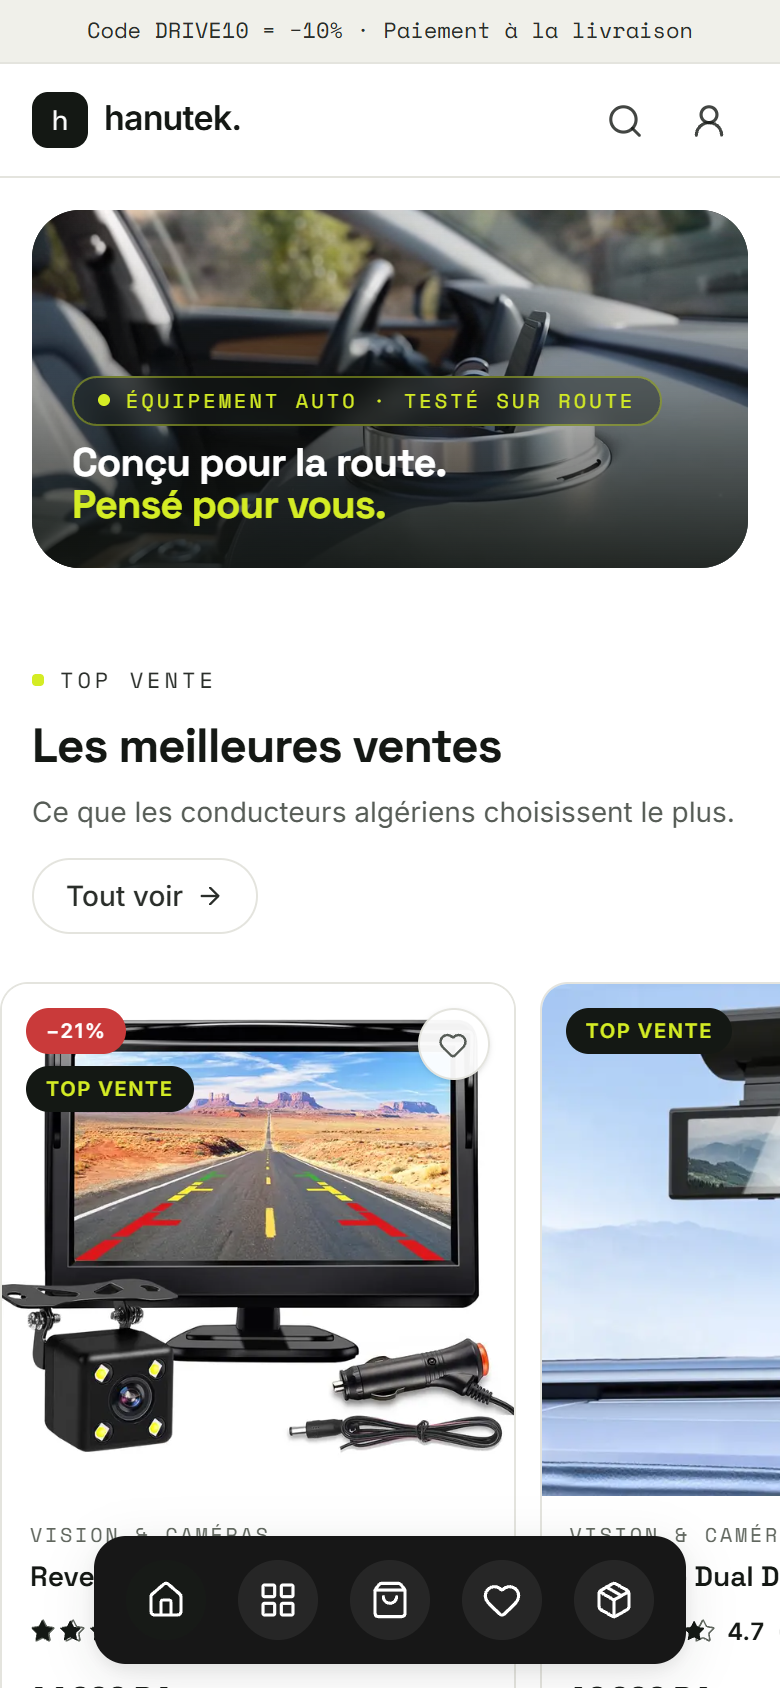 Code DRIVE10 = −10% · Paiement à la livraison
h hanutek.
ÉQUIPEMENT AUTO · TESTÉ SUR ROUTE
Conçu pour la route.
Pensé pour vous.
TOP VENTE
Les meilleures ventes
Ce que les conducteurs algériens choisissent le plus.
Tout voir →
−21%
TOP VENTE
TOP VENTE
VISION & CAMÉRAS
VISION & CAMÉR
Reve
Dual D
4.7